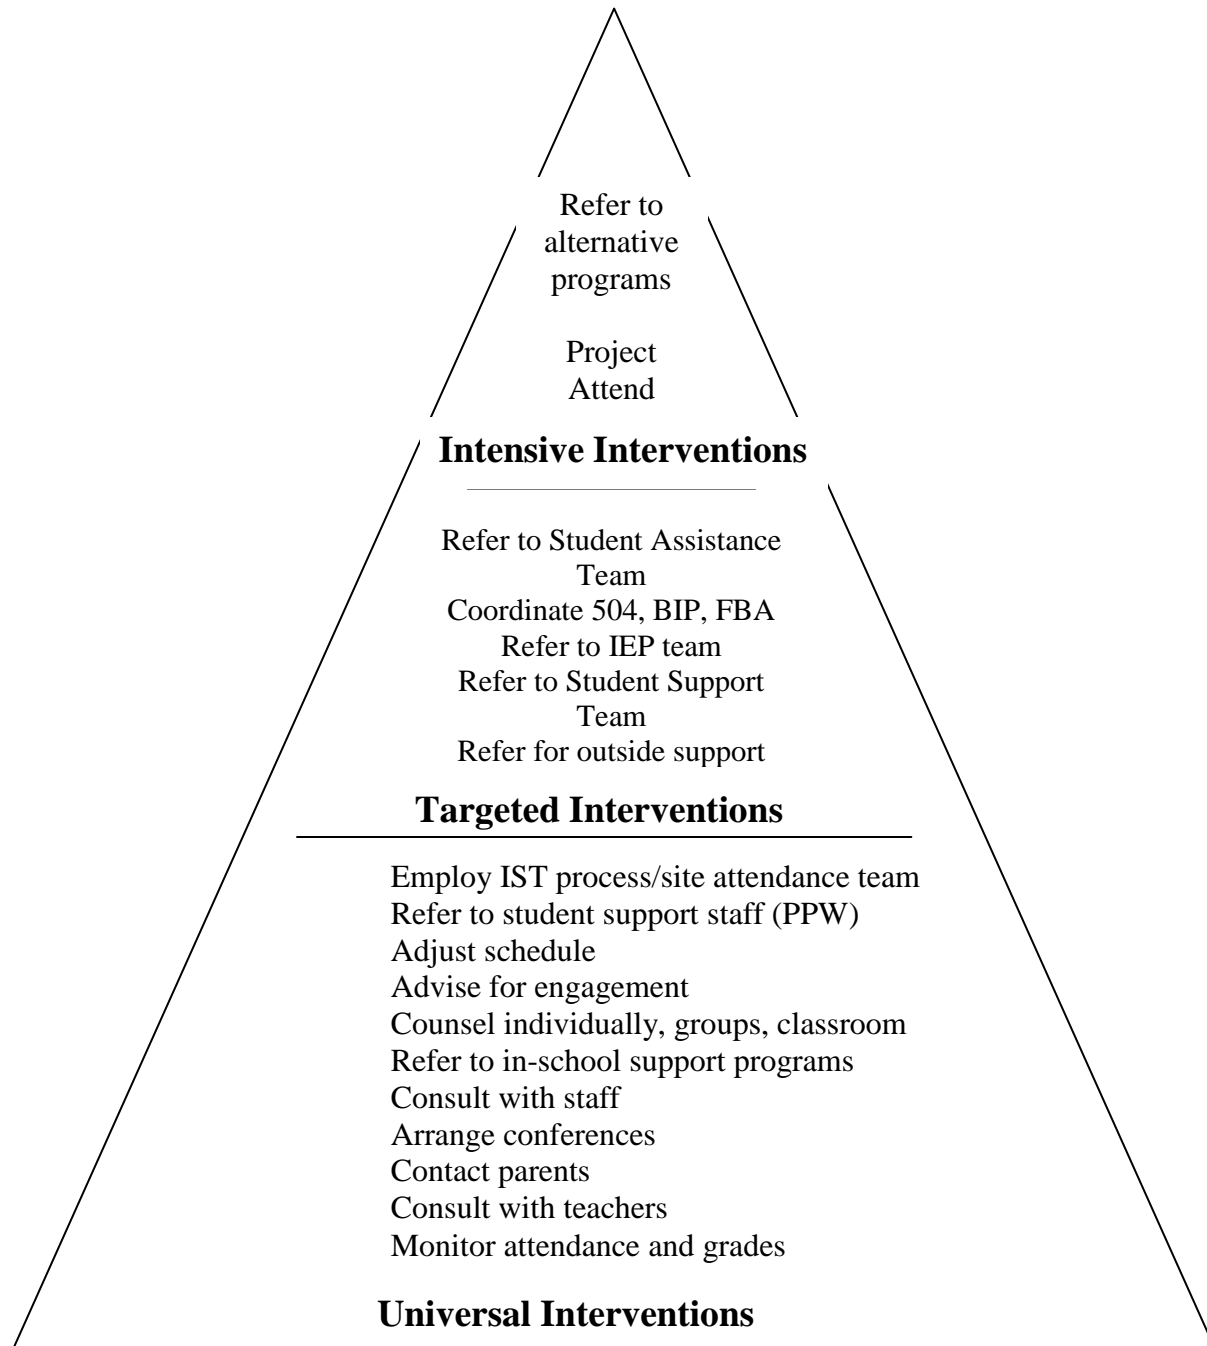 Refer to
alternative
programs
Project
Attend
Intensive Interventions
Refer to Student Assistance
Team
Coordinate 504, BIP, FBA
Refer to IEP team
Refer to Student Support
Team
Refer for outside support
Targeted Interventions
Employ IST process/site attendance team
Refer to student support staff (PPW)
Adjust schedule
Advise for engagement
Counsel individually, groups, classroom
Refer to in-school support programs
Consult with staff
Arrange conferences
Contact parents
Consult with teachers
Monitor attendance and grades
Universal Interventions